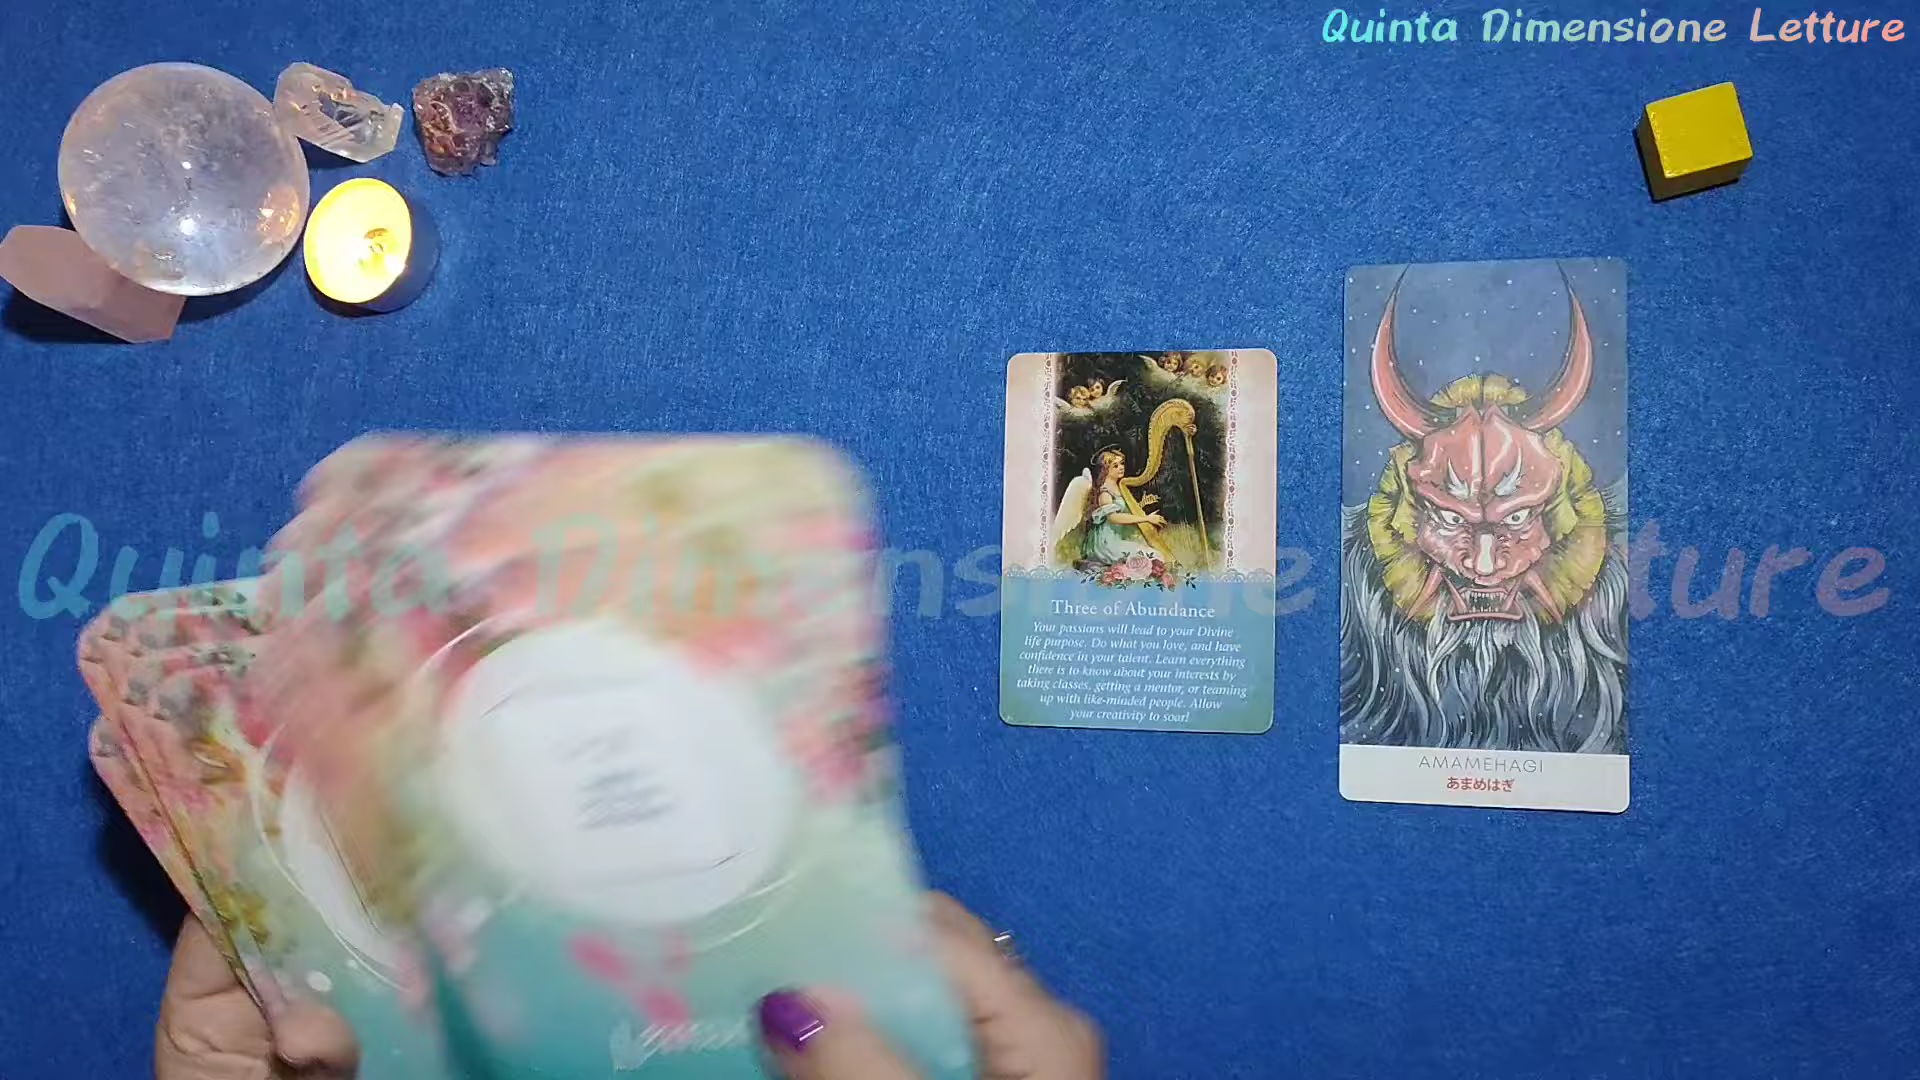 Quinta Dimensione Letture
Quinta Dimensione Letture
Three of Abundance
Your passions will lead to your Divine
life purpose. Do what you love, and have
confidence in your talent. Learn everything
there is to know about your interests by
taking classes, getting a mentor, or teaming
up with like-minded people. Allow
your creativity to soar!
AMAMEHAGI
あまめはぎ